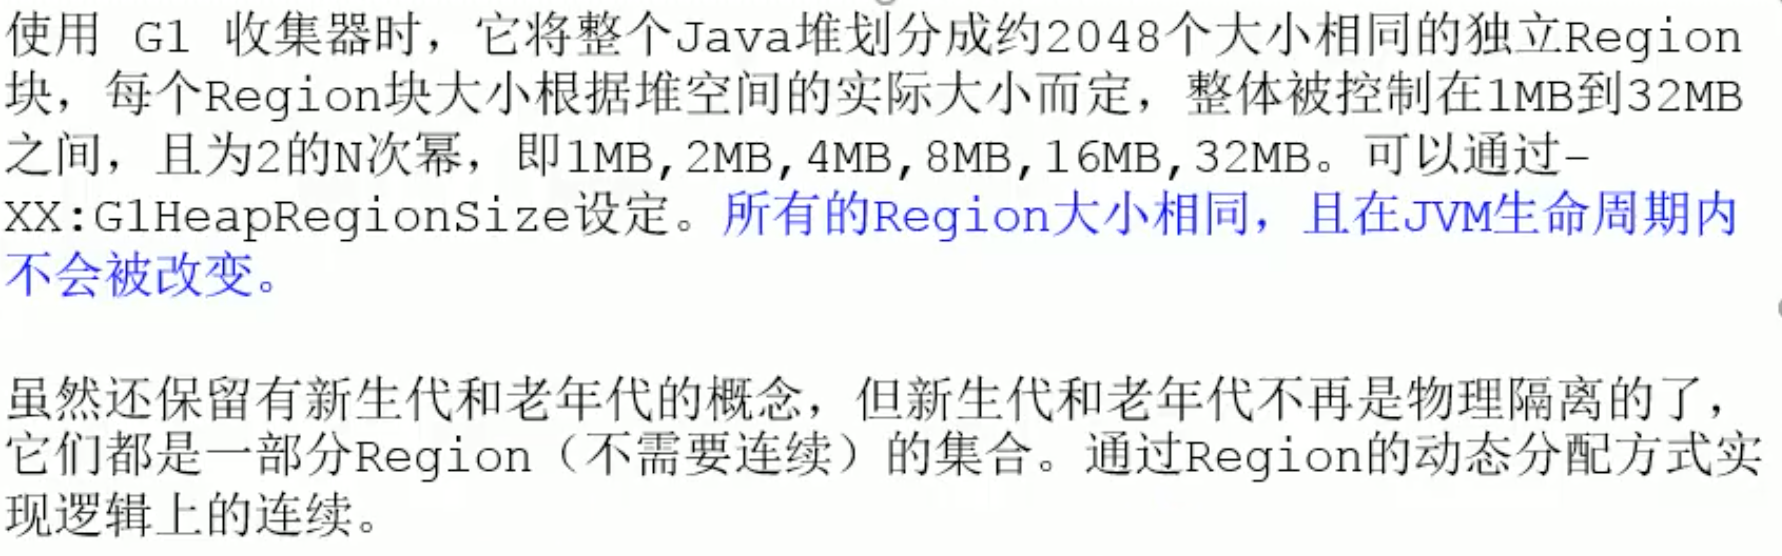 使用 G1 收集器时，它将整个Java堆划分成约2048个大小相同的独立Region
块，每个Region块大小根据堆空间的实际大小而定，整体被控制在1MB到32MB
之间，且为2的N次幂，即1MB,2MB,4MB,8MB,16MB,32MB。可以通过-
XX:G1HeapRegionSize设定。所有的Region大小相同，且在JVM生命周期内
不会被改变。
虽然还保留有新生代和老年代的概念，但新生代和老年代不再是物理隔离的了，
它们都是一部分Region（不需要连续）的集合。通过Region的动态分配方式实
现逻辑上的连续。